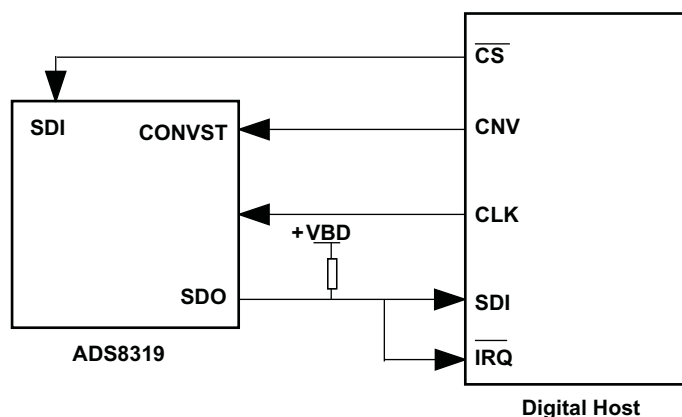 CS
SDI
CONVST
CNV
CLK
+VBD
SDO
SDI
IRQ
ADS8319
Digital Host